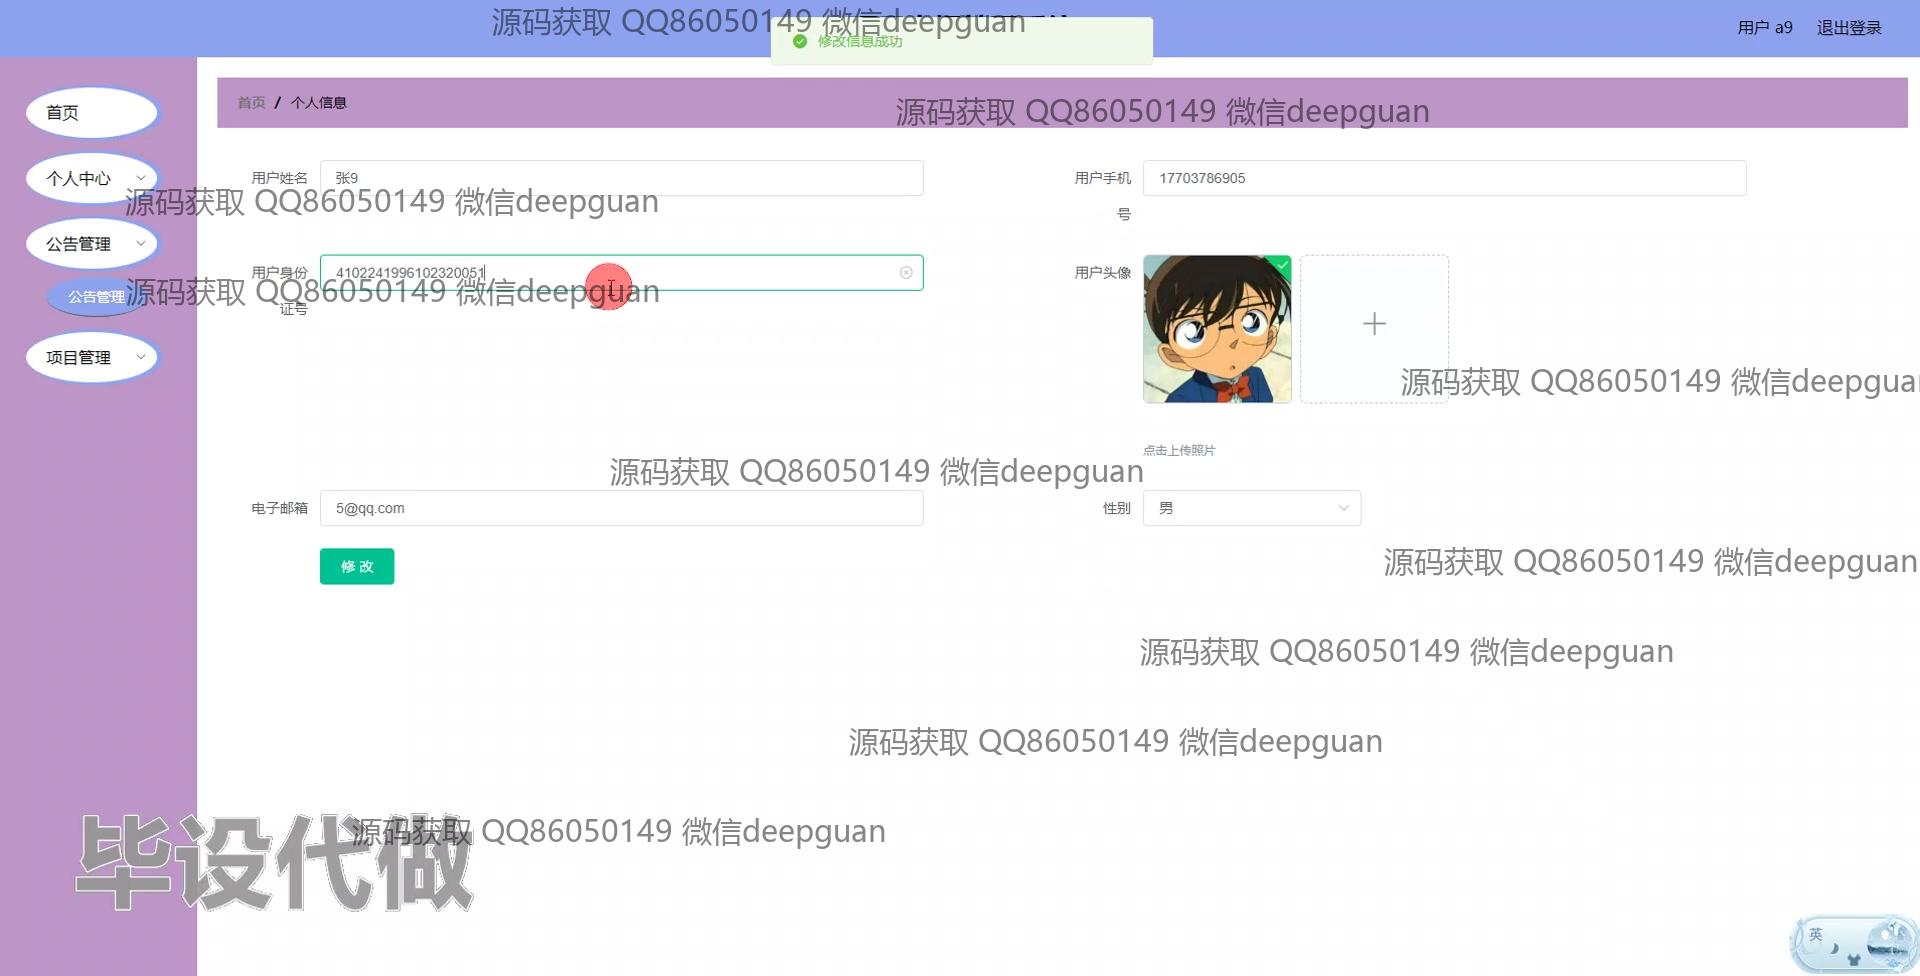 源码获取 QQ86050149 微信deepguan
修改信息成功
用户 a9
退出登录
首页
个人中心
公告管理
公告管理
项目管理
首页 / 个人信息
源码获取 QQ86050149 微信deepguan
用户姓名
张9
用户手机号
17703786905
源码获取 QQ86050149 微信deepguan
用户身份证号
4102241996102320051
源码获取 QQ86050149 微信deepguan
用户头像
源码获取 QQ86050149 微信deepgua
点击上传照片
源码获取 QQ86050149 微信deepguan
电子邮箱
5@qq.com
性别
男
修改
源码获取 QQ86050149 微信deepguan
源码获取 QQ86050149 微信deepguan
源码获取 QQ86050149 微信deepguan
源码获取 QQ86050149 微信deepguan
毕设代做
英